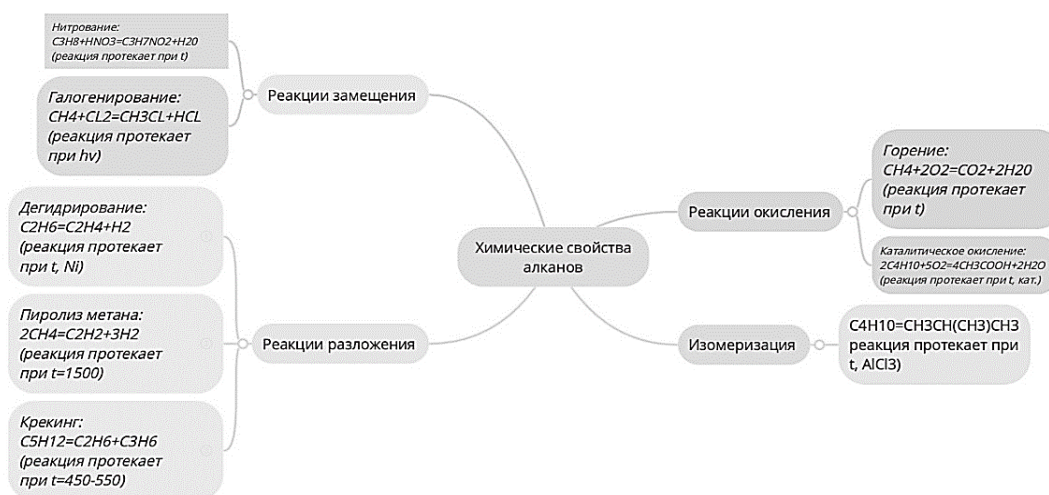 Нитрование:
C3H8+HNO3=C3H7NO2+H20
(реакция протекает при t)
Реакции замещения
Галогенирование:
CH4+CL2=CH3CL+HCL
(реакция протекает
при hv)
Дегидрирование:
C2H6=C2H4+H2
(реакция протекает
при t, Ni)
Пиролиз метана:
2CH4=C2H2+3H2
(реакция протекает
при t=1500)
Реакции разложения
Крекинг:
C5H12=C2H6+C3H6
(реакция протекает
при t=450-550)
Химические свойства
алканов
Реакции окисления
Горение:
CH4+2O2=CO2+2H20
(реакция протекает
при t)
Каталитическое окисление:
2C4H10+5O2=4CH3COOH+2H2O
(реакция протекает при t, кат.)
Изомеризация
C4H10=CH3CH(CH3)CH3
реакция протекает при
t, AlCl3)